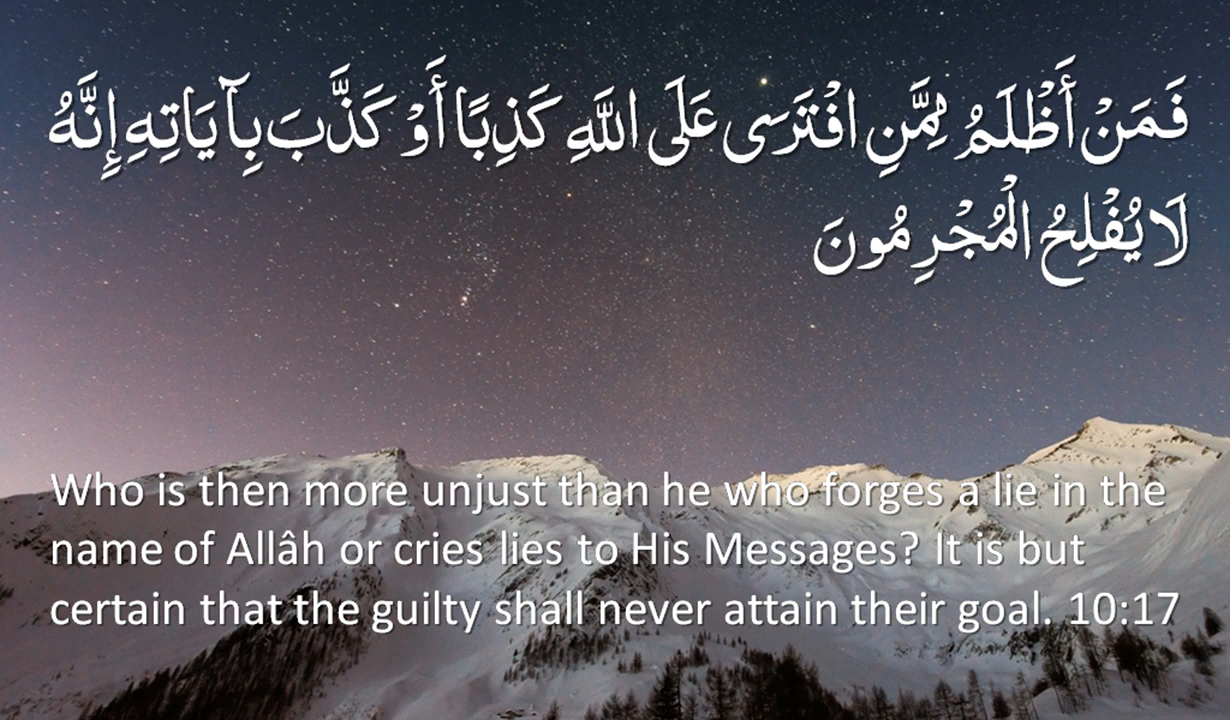 فَمَنْ أَظْلَمُ مِمَّنِ افْتَرَى عَلَى اللَّهِ كَذِبًا أَوْ كَذَّبَ بِآيَاتِهِ إِنَّهُ
لَا يُفْلِحُ الْمُجْرِمُونَ
Who is then more unjust than he who forges a lie in the
name of Allâh or cries lies to His Messages? It is but
certain that the guilty shall never attain their goal. 10:17